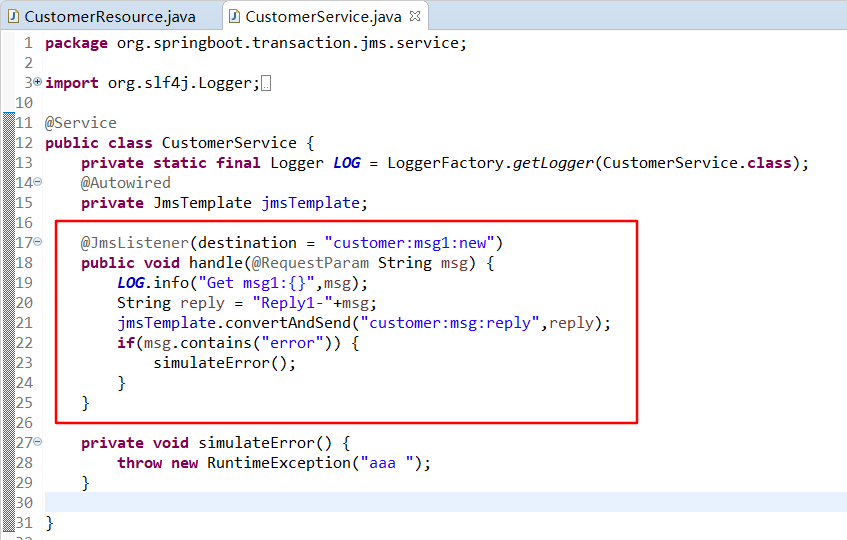 CustomerResource.java CustomerService.java
1 package org.springboot.transaction.jms.service;
2
3 import org.slf4j.Logger;
10
11 @Service
12 public class CustomerService {
13     private static final Logger LOG = LoggerFactory.getLogger(CustomerService.class);
14     @Autowired
15     private JmsTemplate jmsTemplate;
16
17     @JmsListener(destination = "customer:msg1:new")
18     public void handle(@RequestParam String msg) {
19         LOG.info("Get msg1:{}",msg);
20         String reply = "Reply1-"+msg;
21         jmsTemplate.convertAndSend("customer:msg:reply",reply);
22         if(msg.contains("error")) {
23             simulateError();
24         }
25     }
26
27     private void simulateError() {
28         throw new RuntimeException("aaa ");
29     }
30
31 }